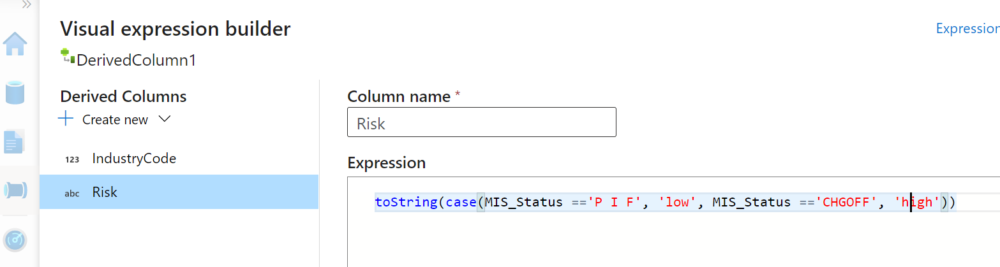 Visual expression builder
Expression
DerivedColumn1
Derived Columns
Create new
123 IndustryCode
abc Risk
Column name *
Risk
Expression
toString(case(MIS_Status =='P I F', 'low', MIS_Status =='CHGOFF', 'high'))